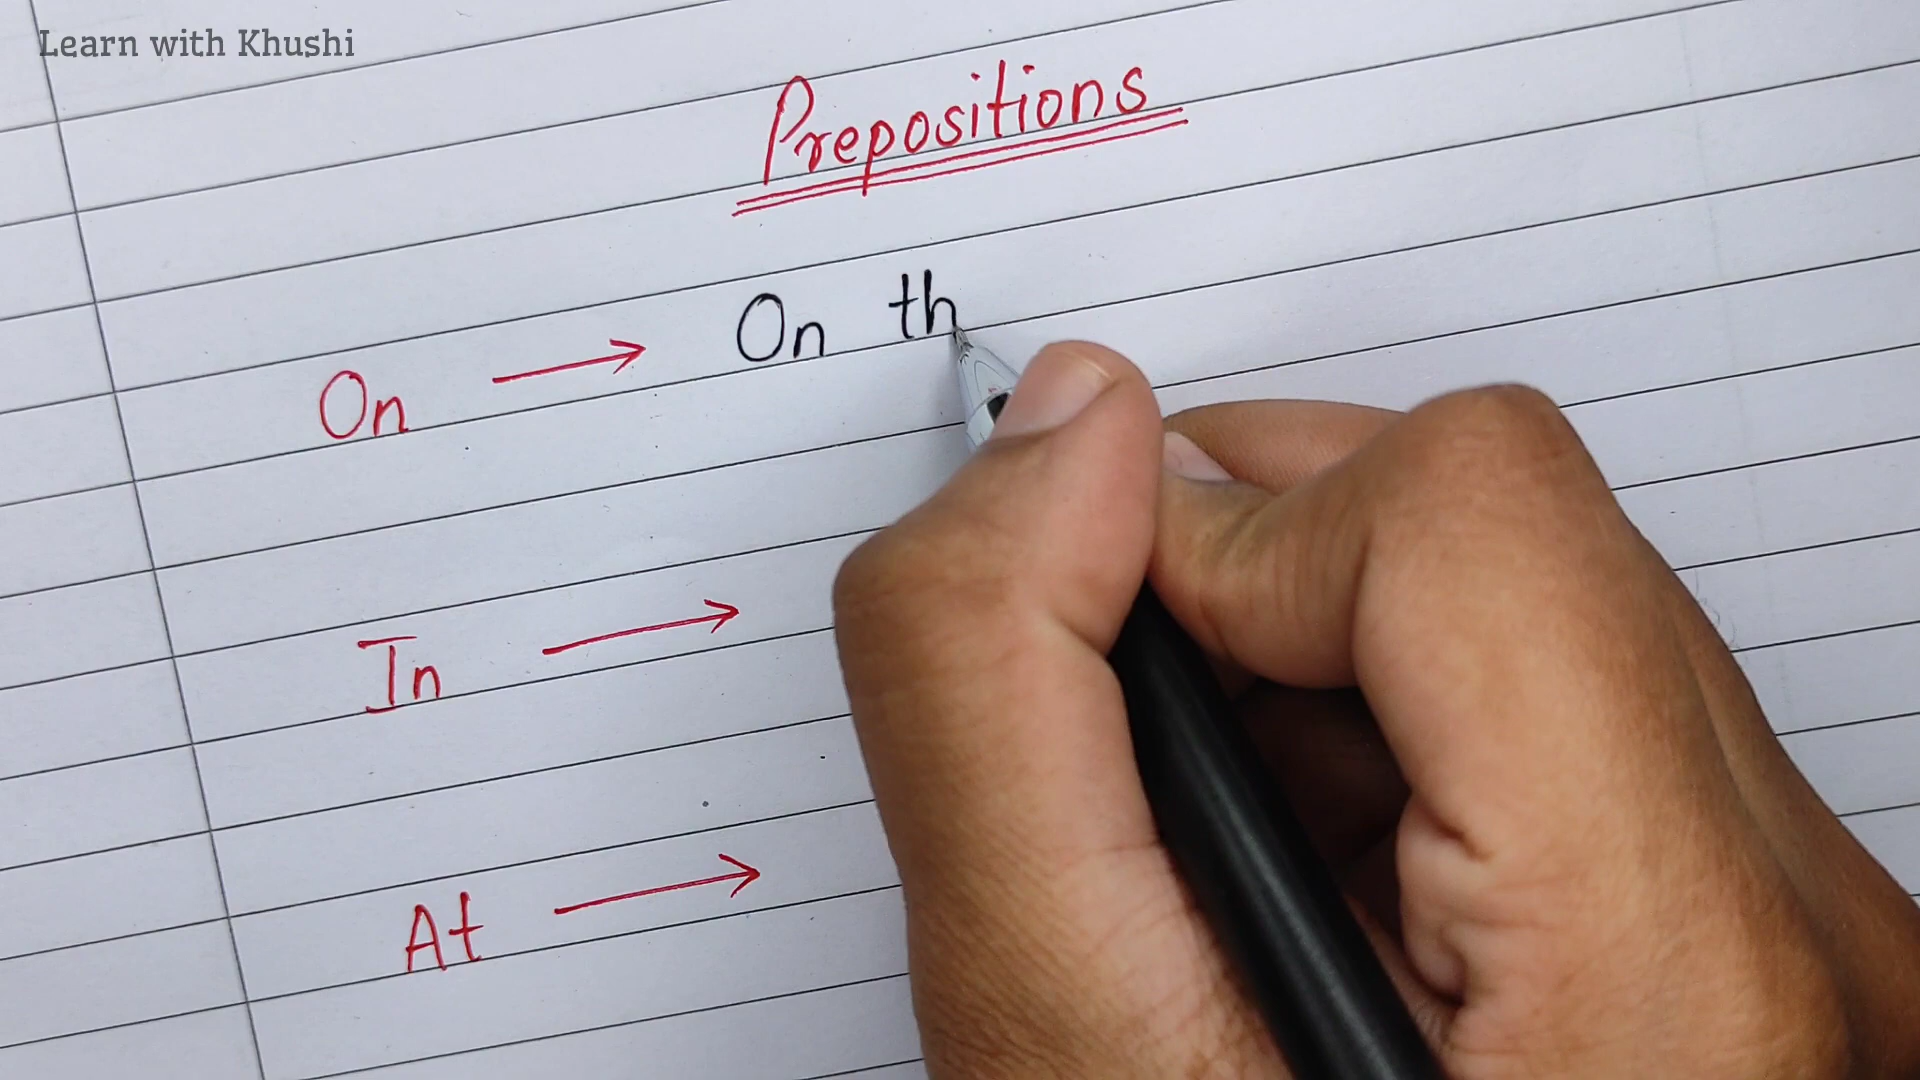 Learn with Khushi
Prepositions
On → On th
In →
At →